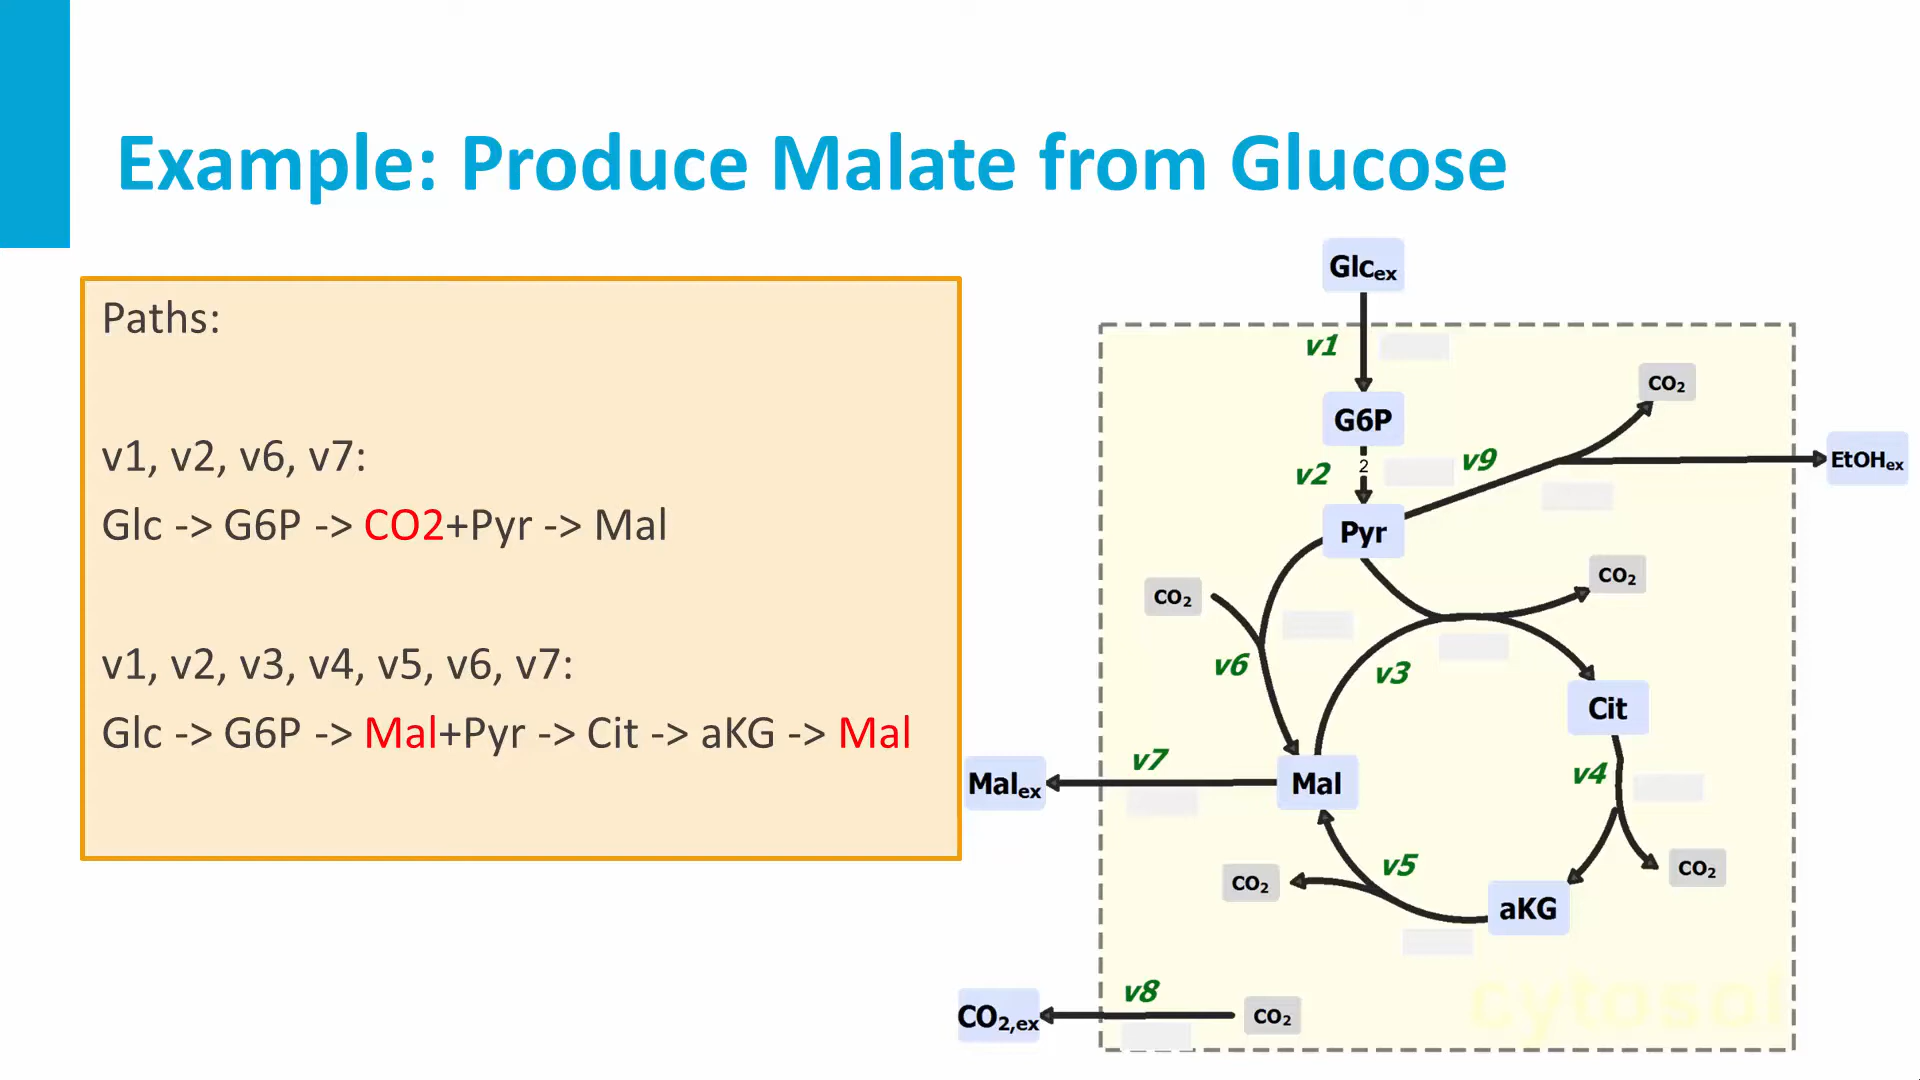 Example: Produce Malate from Glucose
Paths:
v1, v2, v6, v7:
Glc -> G6P -> CO2+Pyr -> Mal
v1, v2, v3, v4, v5, v6, v7:
Glc -> G6P -> Mal+Pyr -> Cit -> aKG -> Mal
Glcex
v1
CO2
G6P
v2
2
v9
EtOHex
Pyr
CO2
CO2
v6
v3
Cit
v7
v4
Malex
Mal
v5
CO2
CO2
aKG
v8
CO2,ex
CO2
cytosol